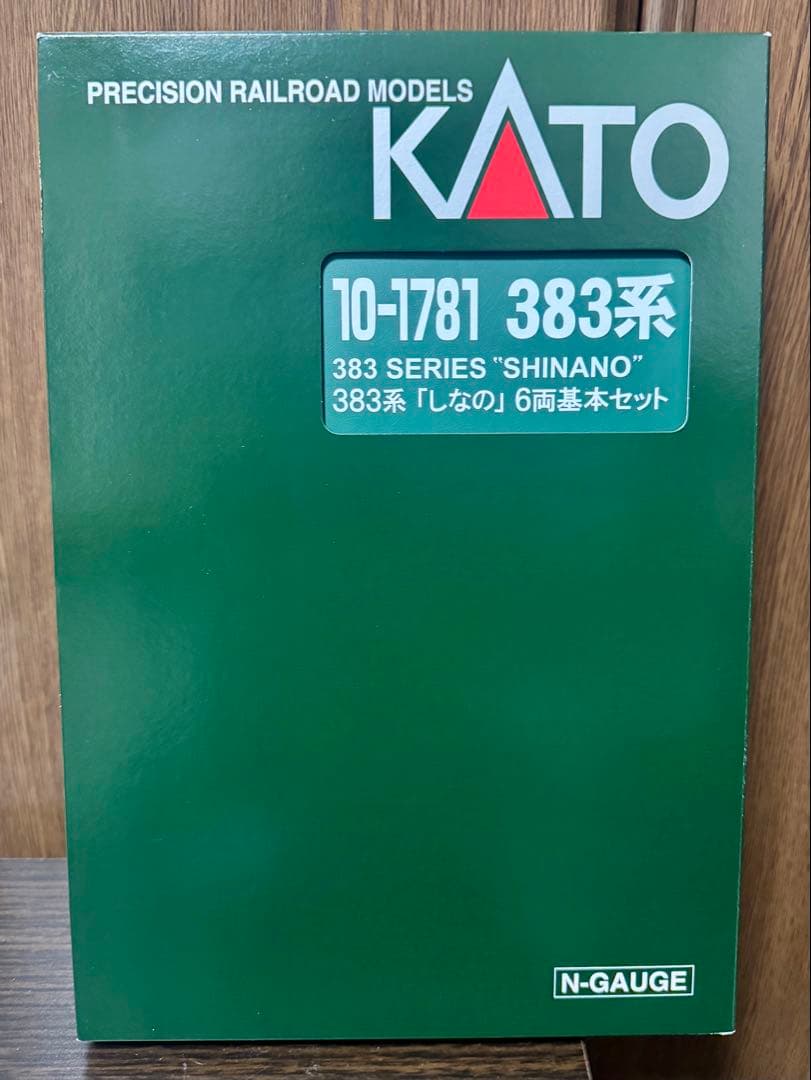 PRECISION RAILROAD MODELS
KATO
10-1781 383系
383 SERIES "SHINANO"
383系 「しなの」 6両基本セット
N-GAUGE